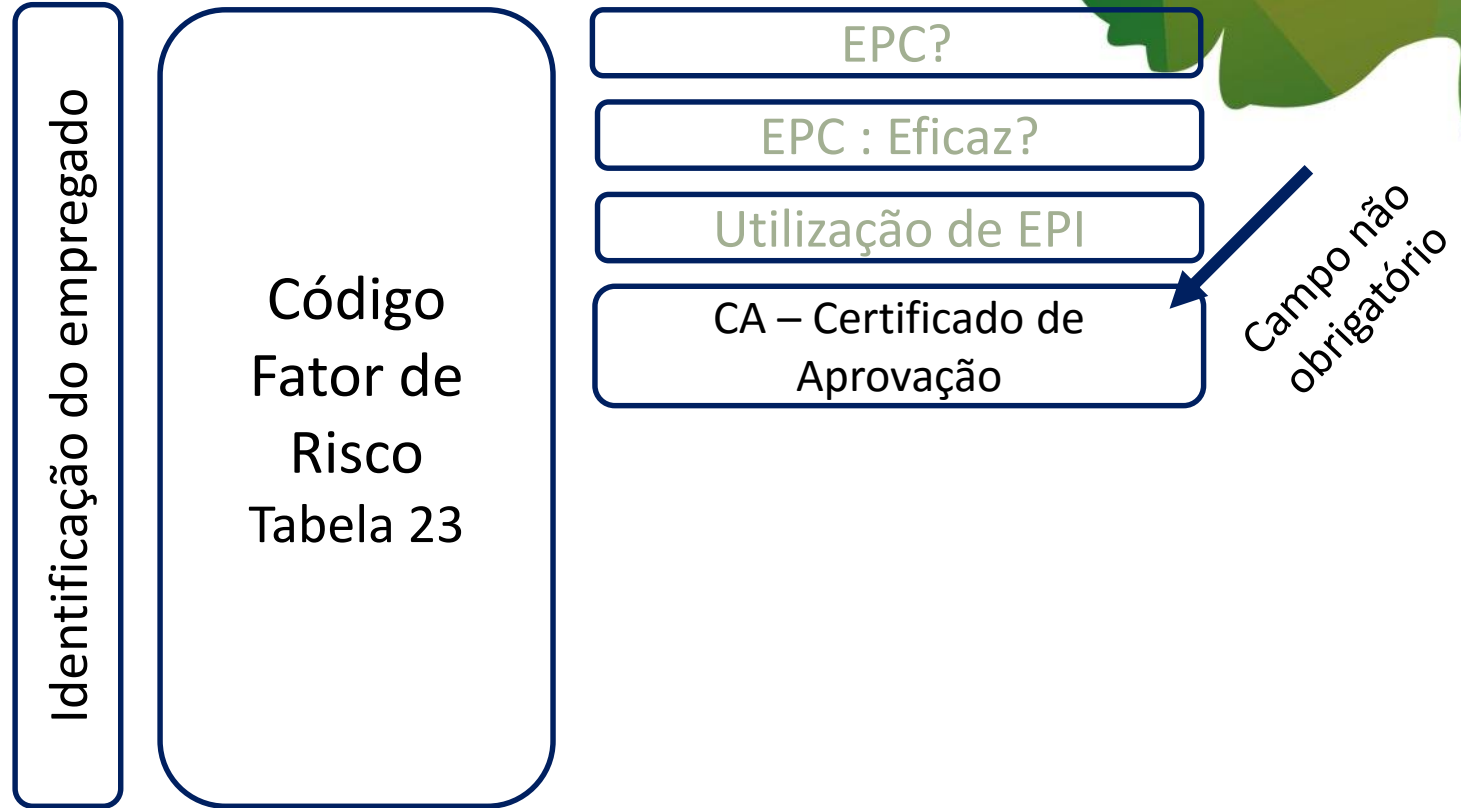 Identificação do empregado
Código
Fator de
Risco
Tabela 23
EPC?
EPC : Eficaz?
Utilização de EPI
CA – Certificado de
Aprovação
Campo não
obrigatório